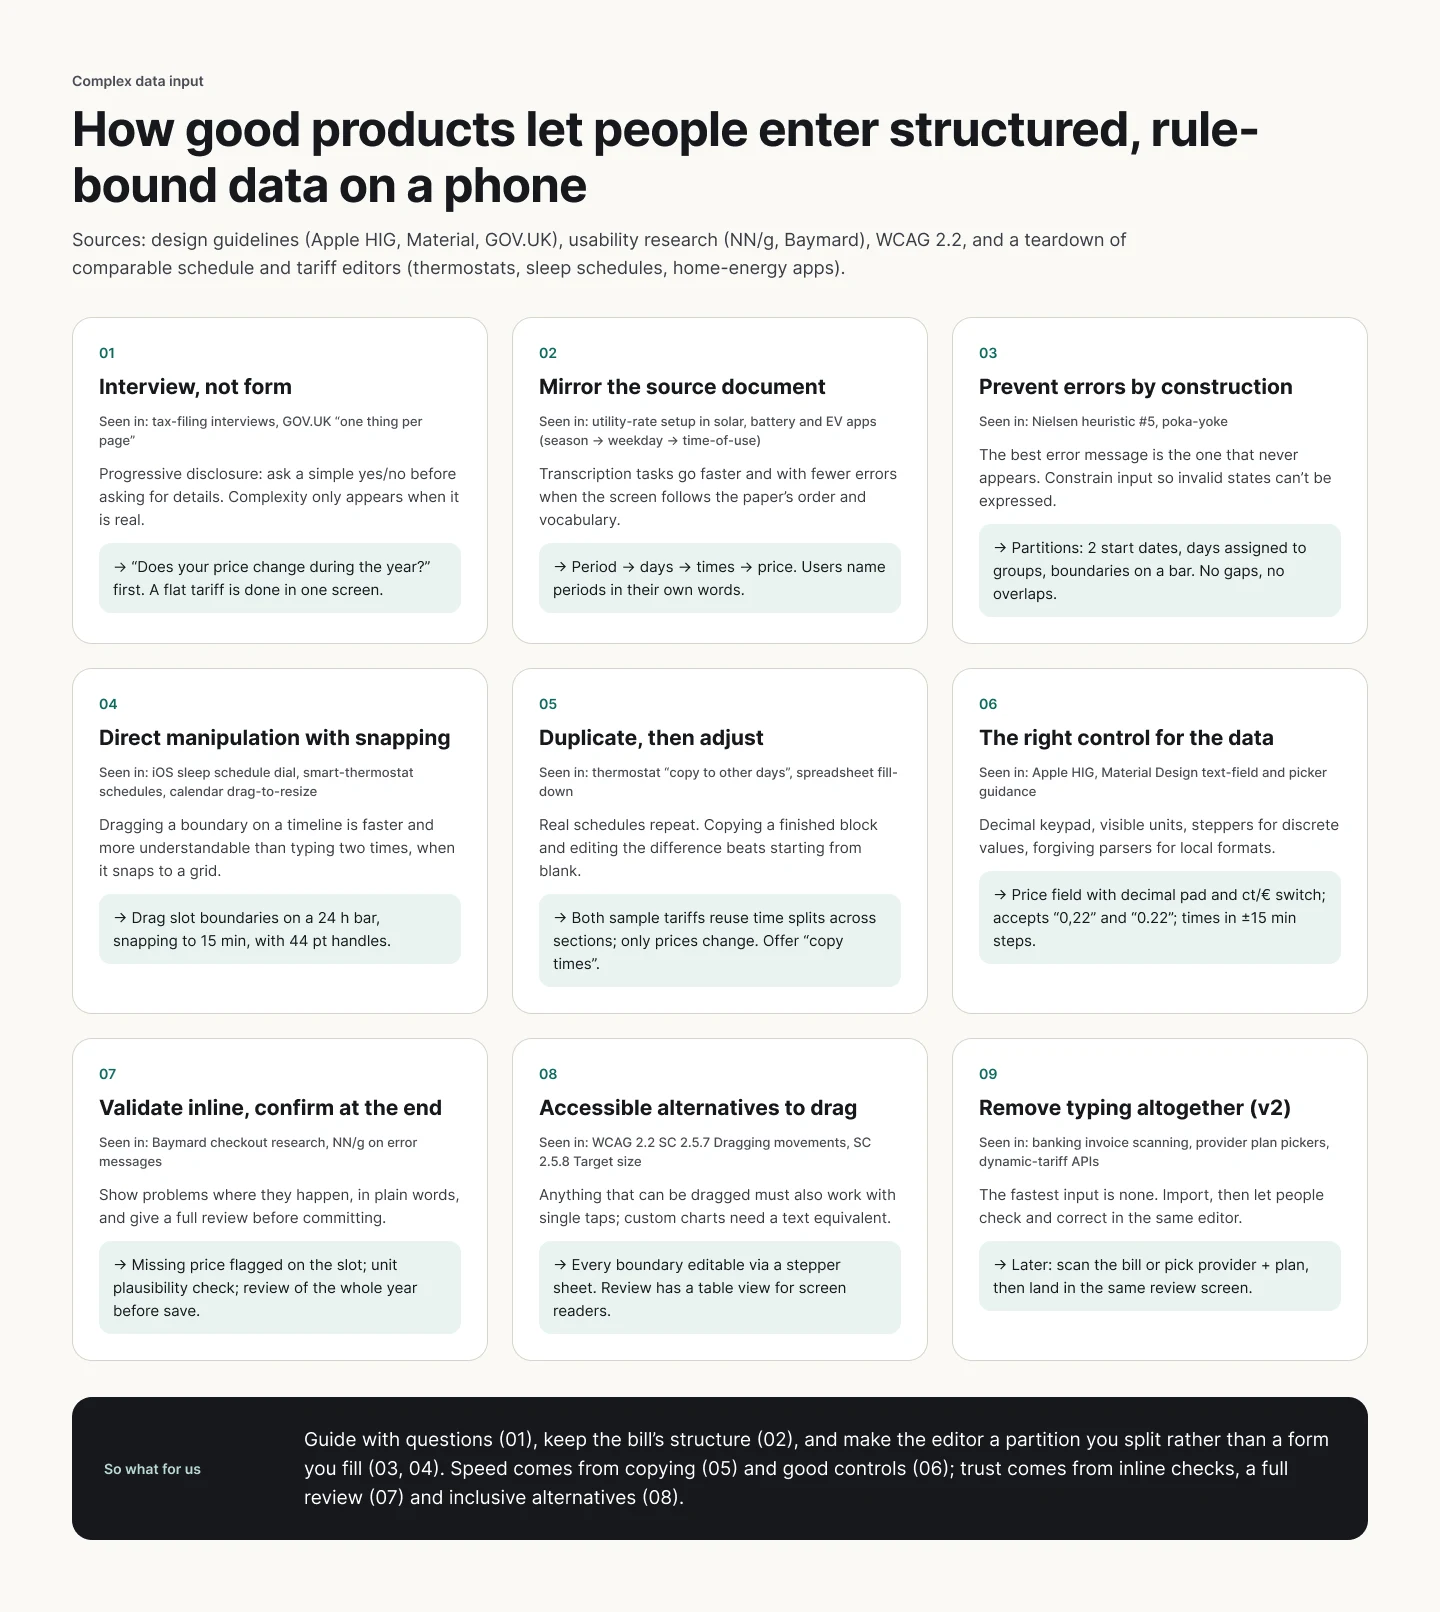 Complex data input
How good products let people enter structured, rule-
bound data on a phone
Sources: design guidelines (Apple HIG, Material, GOV.UK), usability research (NN/g, Baymard), WCAG 2.2, and a teardown of
comparable schedule and tariff editors (thermostats, sleep schedules, home-energy apps).
01
Interview, not form
Seen in: tax-filing interviews, GOV.UK “one thing per
page”
Progressive disclosure: ask a simple yes/no before
asking for details. Complexity only appears when it
is real.
→ “Does your price change during the year?”
first. A flat tariff is done in one screen.
02
Mirror the source document
Seen in: utility-rate setup in solar, battery and EV apps
(season → weekday → time-of-use)
Transcription tasks go faster and with fewer errors
when the screen follows the paper’s order and
vocabulary.
→ Period → days → times → price. Users name
periods in their own words.
03
Prevent errors by construction
Seen in: Nielsen heuristic #5, poka-yoke
The best error message is the one that never
appears. Constrain input so invalid states can’t be
expressed.
→ Partitions: 2 start dates, days assigned to
groups, boundaries on a bar. No gaps, no
overlaps.
04
Direct manipulation with snapping
Seen in: iOS sleep schedule dial, smart-thermostat
schedules, calendar drag-to-resize
Dragging a boundary on a timeline is faster and
more understandable than typing two times, when
it snaps to a grid.
→ Drag slot boundaries on a 24 h bar,
snapping to 15 min, with 44 pt handles.
05
Duplicate, then adjust
Seen in: thermostat “copy to other days”, spreadsheet fill-
down
Real schedules repeat. Copying a finished block
and editing the difference beats starting from
blank.
→ Both sample tariffs reuse time splits across
sections; only prices change. Offer “copy
times”.
06
The right control for the data
Seen in: Apple HIG, Material Design text-field and picker
guidance
Decimal keypad, visible units, steppers for discrete
values, forgiving parsers for local formats.
→ Price field with decimal pad and ct/€ switch;
accepts “0,22” and “0.22”; times in ±15 min
steps.
07
Validate inline, confirm at the end
Seen in: Baymard checkout research, NN/g on error
messages
Show problems where they happen, in plain words,
and give a full review before committing.
→ Missing price flagged on the slot; unit
plausibility check; review of the whole year
before save.
08
Accessible alternatives to drag
Seen in: WCAG 2.2 SC 2.5.7 Dragging movements, SC
2.5.8 Target size
Anything that can be dragged must also work with
single taps; custom charts need a text equivalent.
→ Every boundary editable via a stepper
sheet. Review has a table view for screen
readers.
09
Remove typing altogether (v2)
Seen in: banking invoice scanning, provider plan pickers,
dynamic-tariff APIs
The fastest input is none. Import, then let people
check and correct in the same editor.
→ Later: scan the bill or pick provider + plan,
then land in the same review screen.
So what for us
Guide with questions (01), keep the bill’s structure (02), and make the editor a partition you split rather than a form
you fill (03, 04). Speed comes from copying (05) and good controls (06); trust comes from inline checks, a full
review (07) and inclusive alternatives (08).